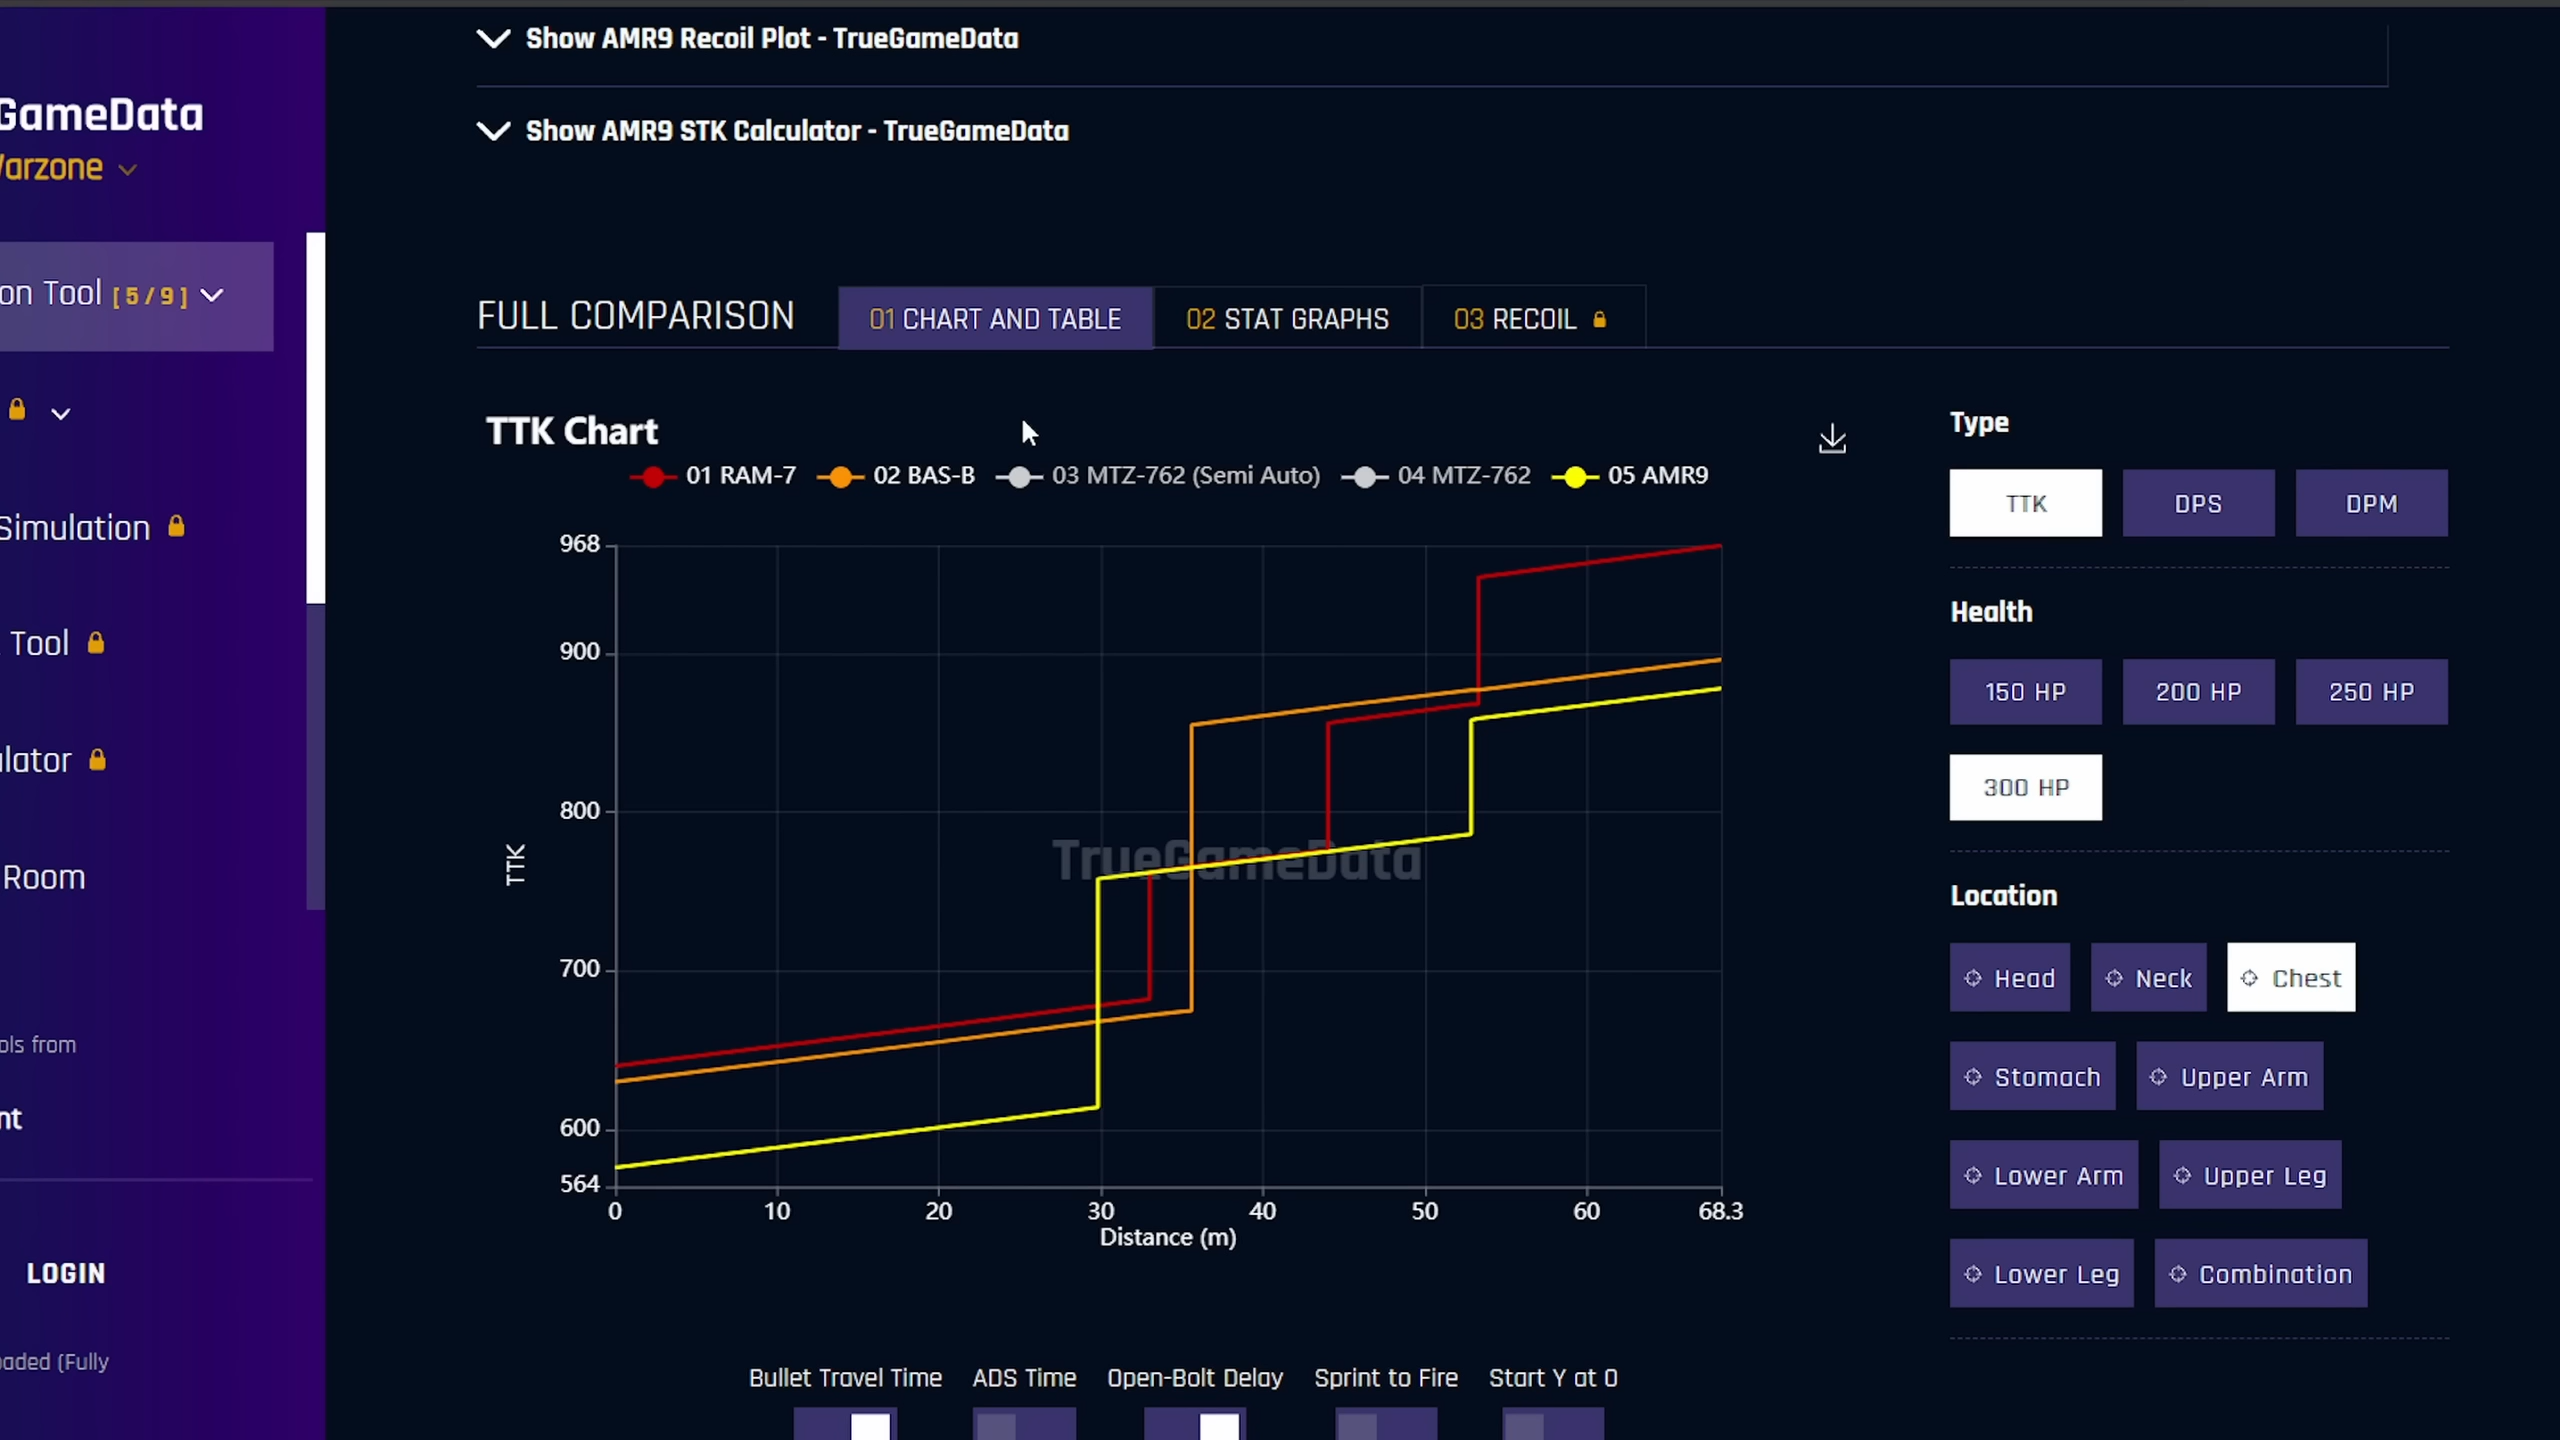 Show AMR9 Recoil Plot - TrueGameData
Show AMR9 STK Calculator - TrueGameData
GameData
arzone
on Tool [5/9]
Simulation
Tool
lator
Room
ols from
nt
LOGIN
oaded (Fully
FULL COMPARISON
01 CHART AND TABLE
02 STAT GRAPHS
03 RECOIL
TTK Chart
01 RAM-7
02 BAS-B
03 MTZ-762 (Semi Auto)
04 MTZ-762
05 AMR9
968
900
800
700
600
564
TTK
TrueGameData
0 10 20 30 40 50 60 68.3
Distance (m)
Bullet Travel Time
ADS Time
Open-Bolt Delay
Sprint to Fire
Start Y at 0
Type
TTK DPS DPM
Health
150 HP 200 HP 250 HP
300 HP
Location
Head Neck Chest
Stomach Upper Arm
Lower Arm Upper Leg
Lower Leg Combination